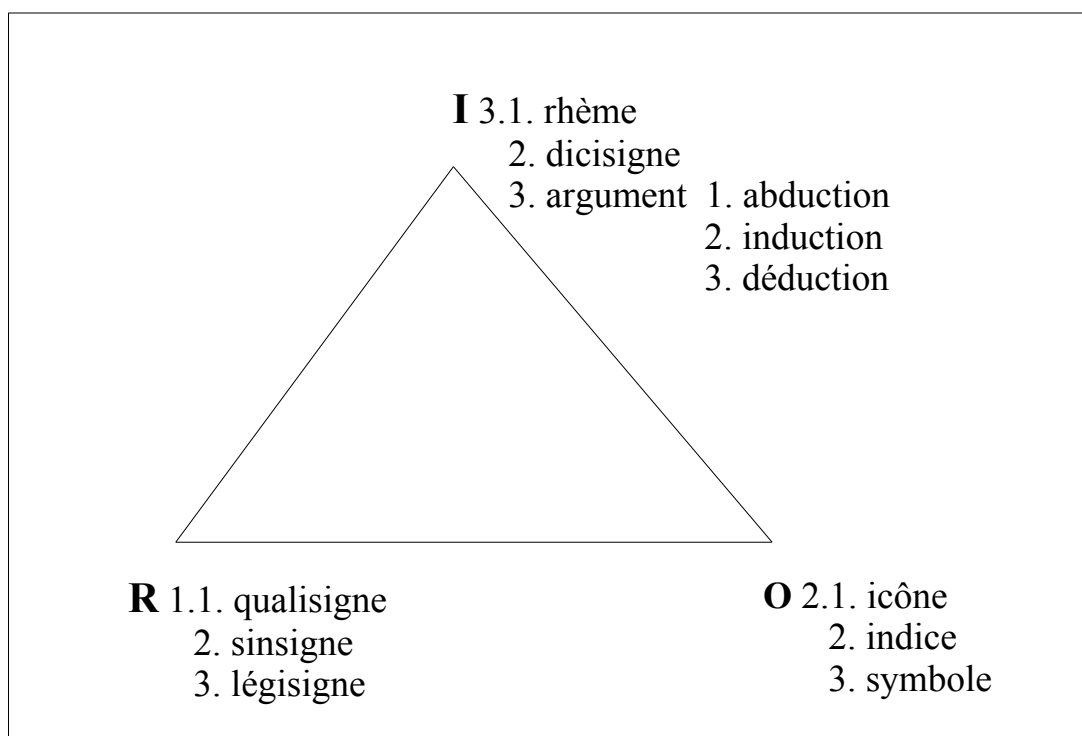 I 3.1. rhème
2. dicisigne
3. argument 1. abduction
2. induction
3. déduction
R 1.1. qualisigne
2. sinsigne
3. légisigne
O 2.1. icône
2. indice
3. symbole